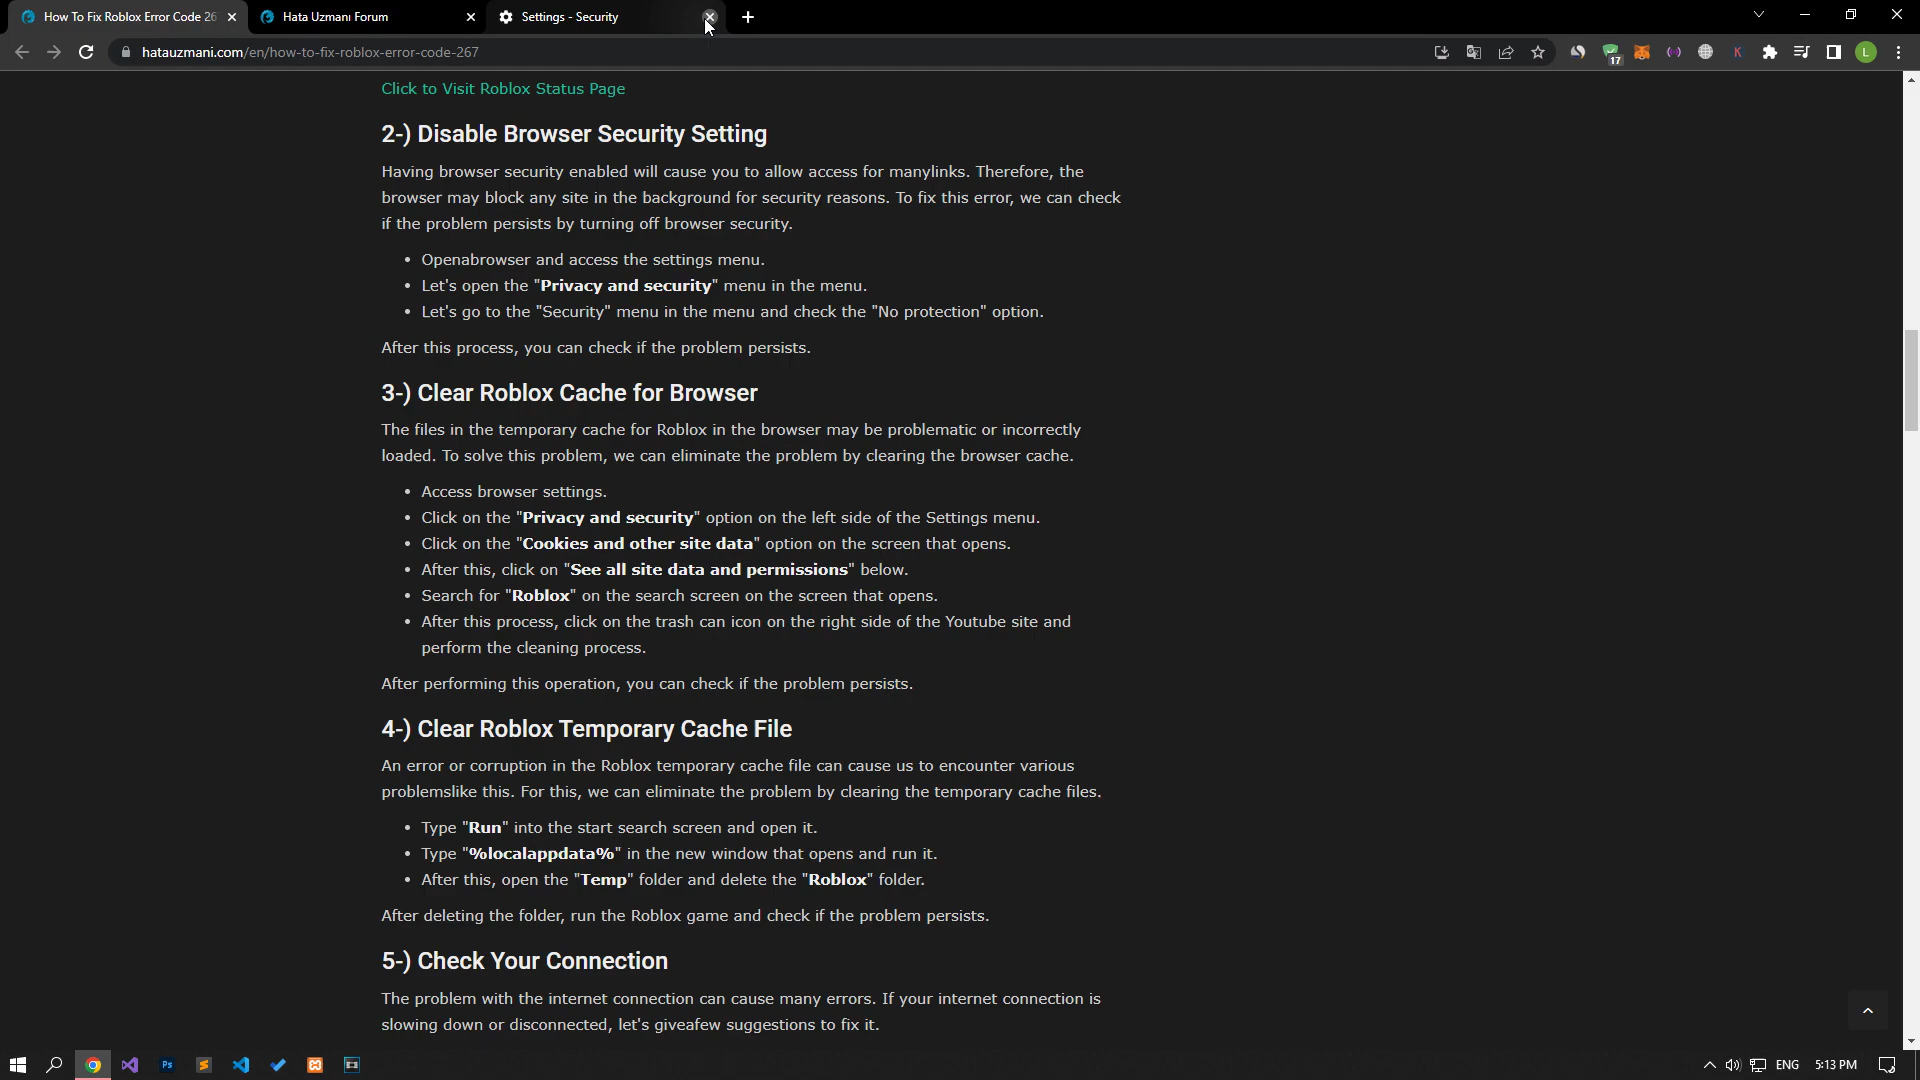 How To Fix Roblox Error Code 26
Hata Uzmanı Forum
Settings - Security
hatauzmani.com/en/how-to-fix-roblox-error-code-267
17
K
L
Click to Visit Roblox Status Page
2-) Disable Browser Security Setting
Having browser security enabled will cause you to allow access for manylinks. Therefore, the
browser may block any site in the background for security reasons. To fix this error, we can check
if the problem persists by turning off browser security.
• Openabrowser and access the settings menu.
• Let's open the "Privacy and security" menu in the menu.
• Let's go to the "Security" menu in the menu and check the "No protection" option.
After this process, you can check if the problem persists.
3-) Clear Roblox Cache for Browser
The files in the temporary cache for Roblox in the browser may be problematic or incorrectly
loaded. To solve this problem, we can eliminate the problem by clearing the browser cache.
• Access browser settings.
• Click on the "Privacy and security" option on the left side of the Settings menu.
• Click on the "Cookies and other site data" option on the screen that opens.
• After this, click on "See all site data and permissions" below.
• Search for "Roblox" on the search screen on the screen that opens.
• After this process, click on the trash can icon on the right side of the Youtube site and
perform the cleaning process.
After performing this operation, you can check if the problem persists.
4-) Clear Roblox Temporary Cache File
An error or corruption in the Roblox temporary cache file can cause us to encounter various
problemslike this. For this, we can eliminate the problem by clearing the temporary cache files.
• Type "Run" into the start search screen and open it.
• Type "%localappdata%" in the new window that opens and run it.
• After this, open the "Temp" folder and delete the "Roblox" folder.
After deleting the folder, run the Roblox game and check if the problem persists.
5-) Check Your Connection
The problem with the internet connection can cause many errors. If your internet connection is
slowing down or disconnected, let's giveafew suggestions to fix it.
Ps
ENG
5:13 PM